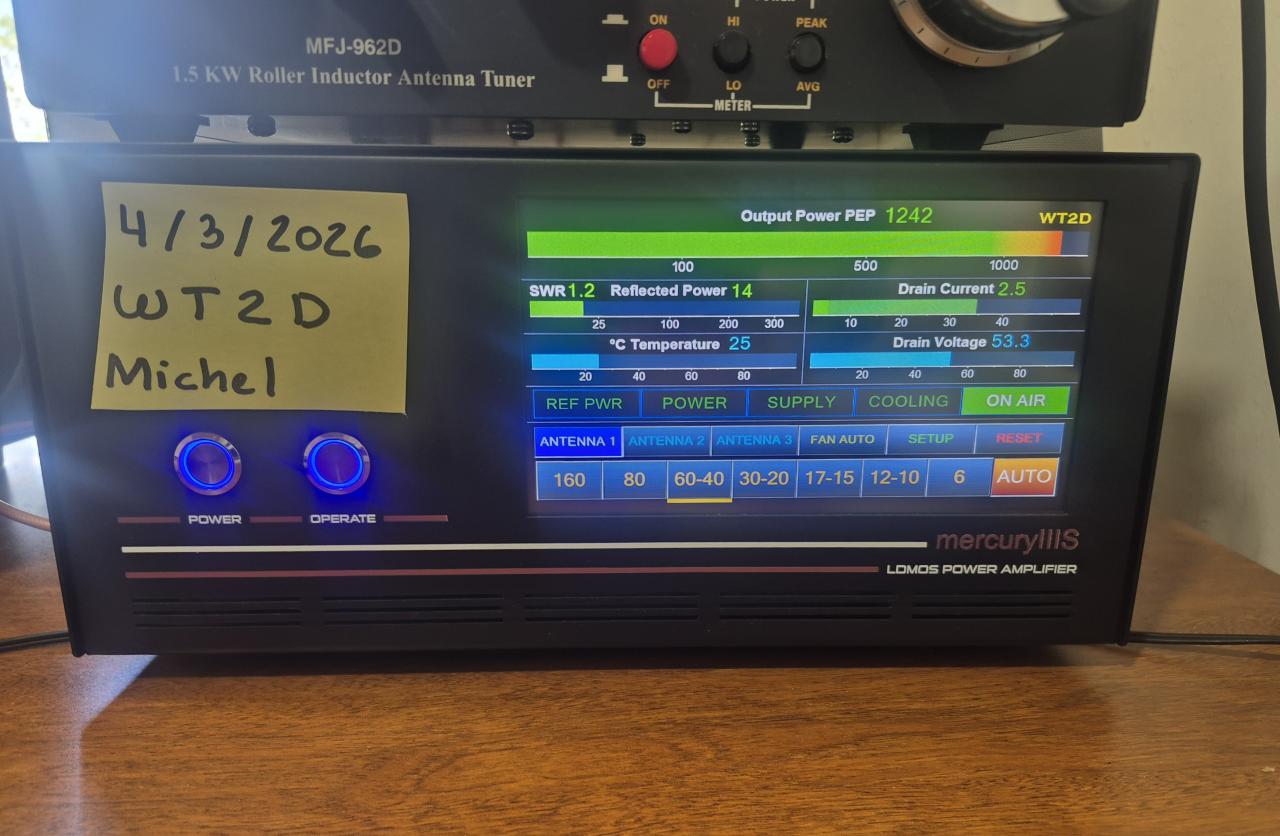 MFJ-962D
1.5 KW Roller Inductor Antenna Tuner
ON HI PEAK
OFF LO AVG
METER
4/3/2026
WT2D
Michel
POWER OPERATE
Output Power PEP 1242 WT2D
100 500 1000
SWR 1.2 Reflected Power 14 Drain Current 2.5
25 100 200 300 10 20 30 40
°C Temperature 25 Drain Voltage 53.3
20 40 60 80 20 40 60 80
REF PWR POWER SUPPLY COOLING ON AIR
ANTENNA 1 ANTENNA 2 ANTENNA 3 FAN AUTO SETUP RESET
160 80 60-40 30-20 17-15 12-10 6 AUTO
mercuryIIIS
LDMOS POWER AMPLIFIER